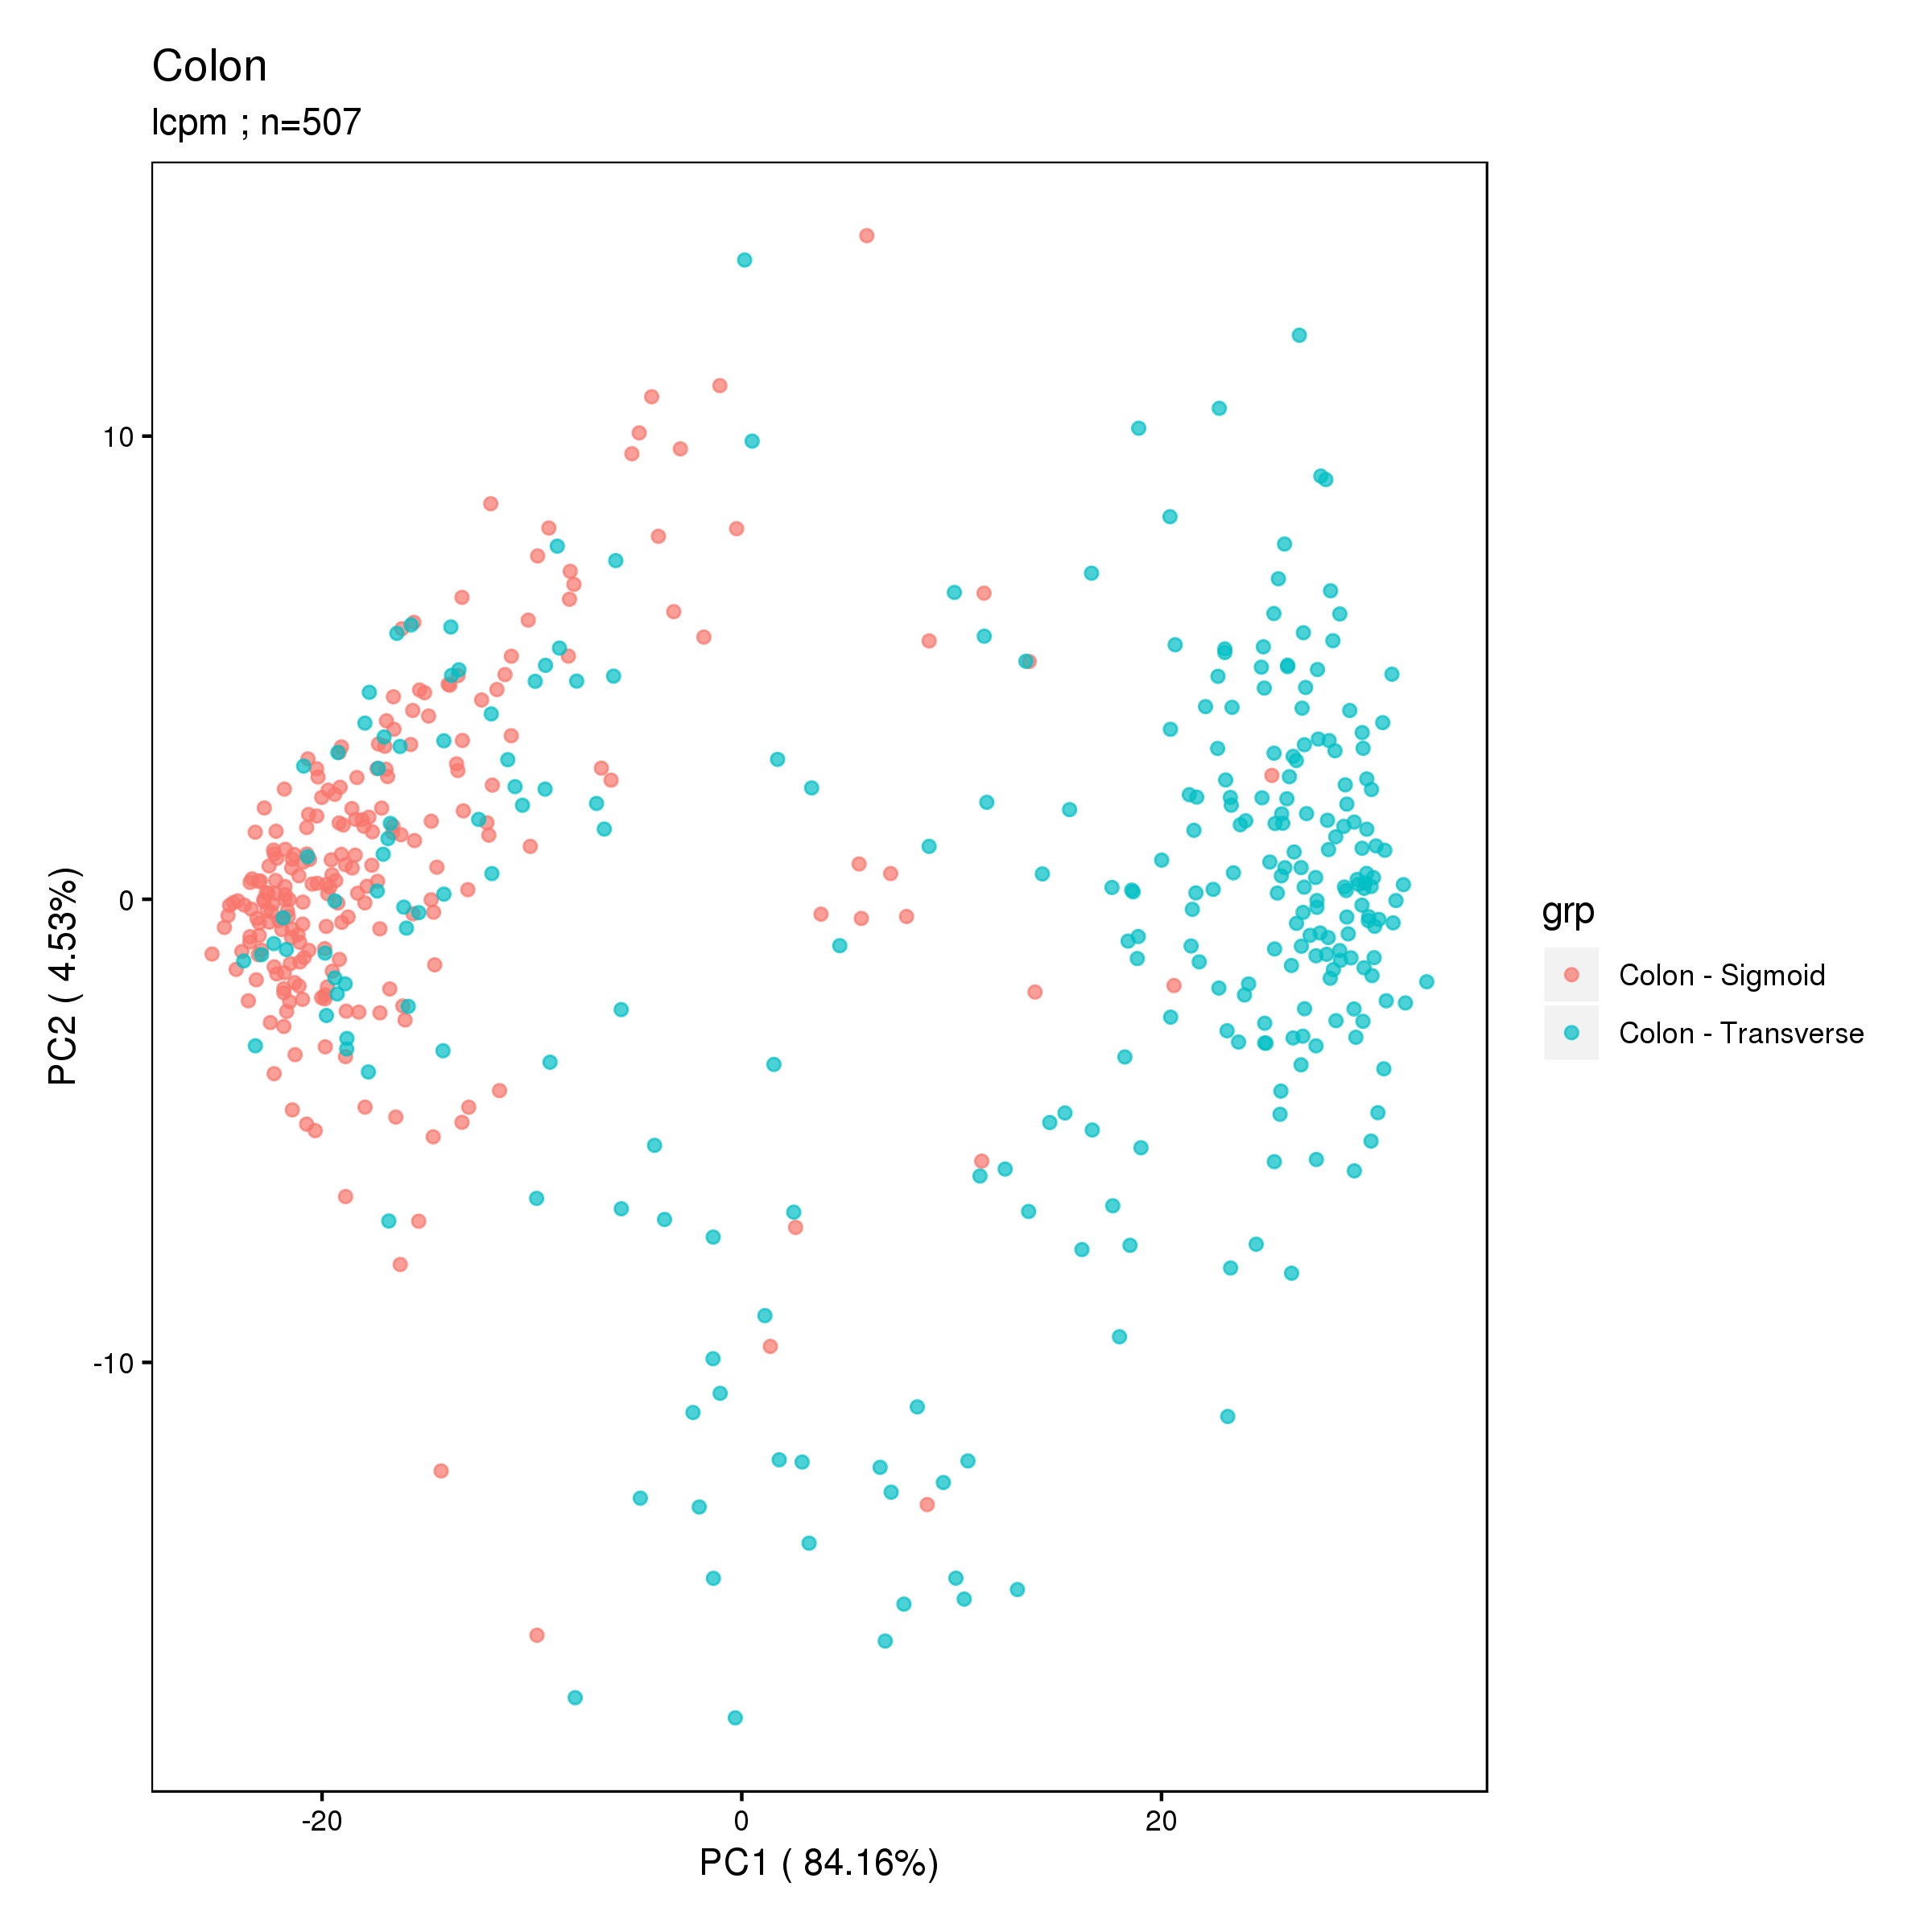 Colon
lcpm ; n=507
10
0
-10
PC2 ( 4.53%)
-20
0
20
PC1 ( 84.16%)
grp
Colon - Sigmoid
Colon - Transverse